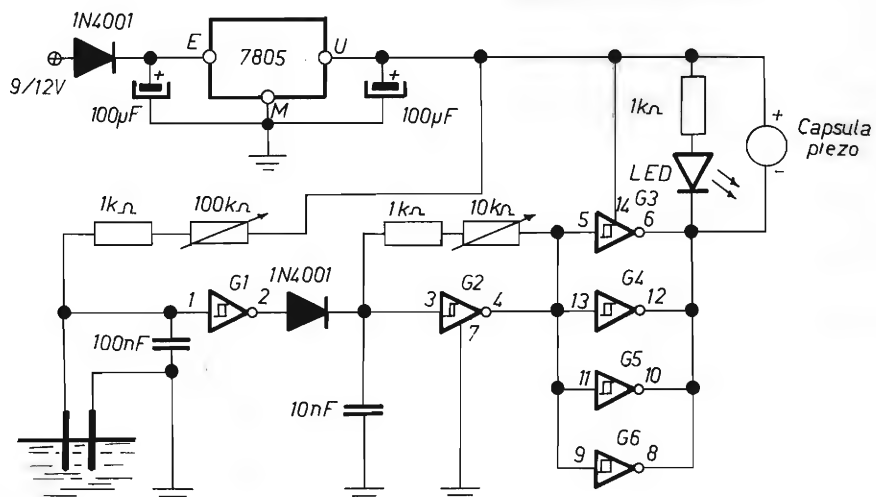 1N4001
E
7805
U
9/12V
+
100µF
M
+
100µF
1kΩ
+
Capsula
piezo
-
LED
1kΩ
100kΩ
1kΩ
10kΩ
G3
5
14
6
G1
1N4001
G2
G4
1
2
3
4
13
12
7
100nF
G5
11
10
10nF
G6
9
8